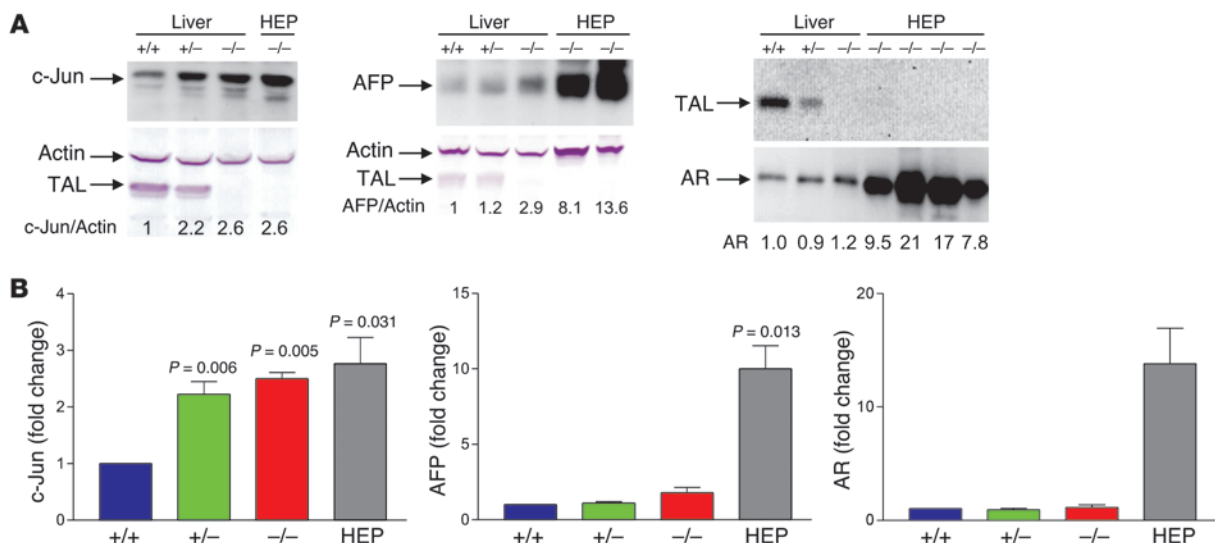 A
Liver HEP
+/+ +/– –/– –/–
c-Jun
Actin
TAL
c-Jun/Actin 1 2.2 2.6 2.6
Liver HEP
+/+ +/– –/– –/– –/–
AFP
Actin
TAL
AFP/Actin 1 1.2 2.9 8.1 13.6
Liver HEP
+/+ +/– –/– –/– –/– –/– –/–
TAL
AR
AR 1.0 0.9 1.2 9.5 21 17 7.8
B
c-Jun (fold change)
4
3
2
1
0
P = 0.006
P = 0.005
P = 0.031
+/+ +/– –/– HEP
AFP (fold change)
15
10
5
0
P = 0.013
+/+ +/– –/– HEP
AR (fold change)
20
10
0
+/+ +/– –/– HEP